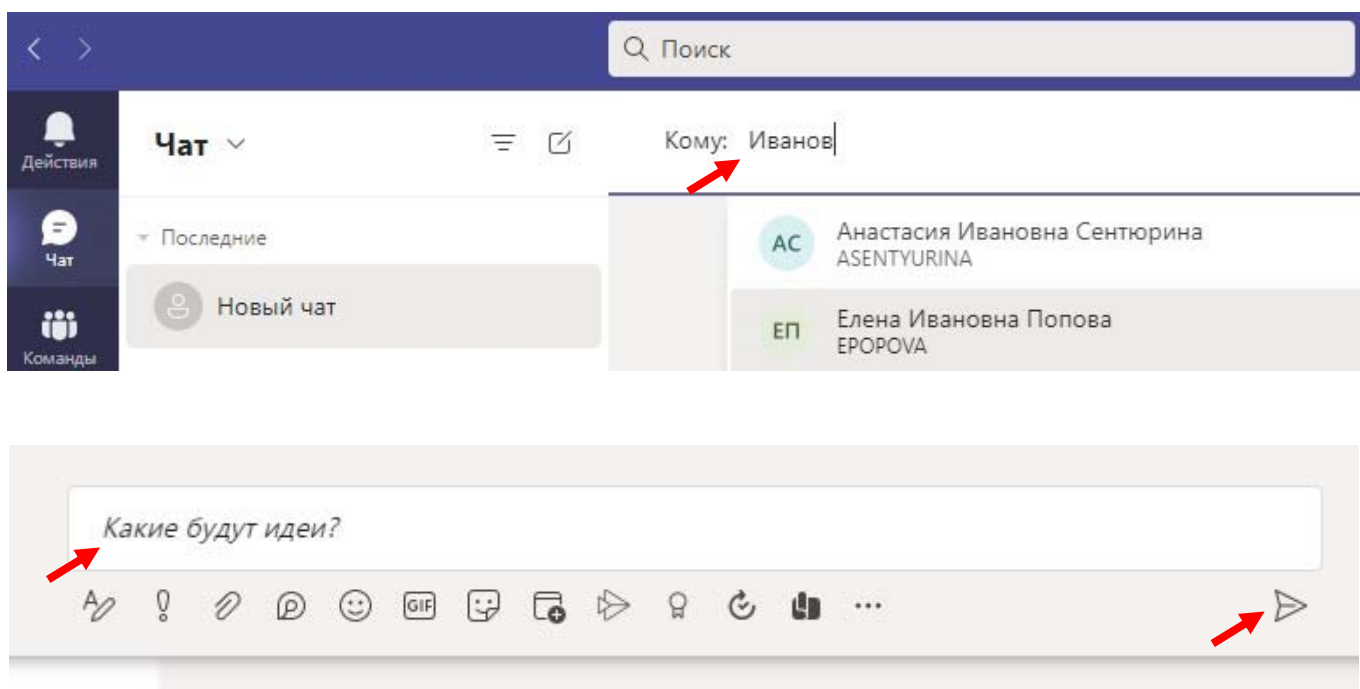 Поиск
Действия
Чат
Кому: Иванов
Последние
Чат
Новый чат
Команды
АС
Анастасия Ивановна Сентюрина
ASENTYURINA
ЕП
Елена Ивановна Попова
EPOPOVA
Какие будут идеи?
GIF